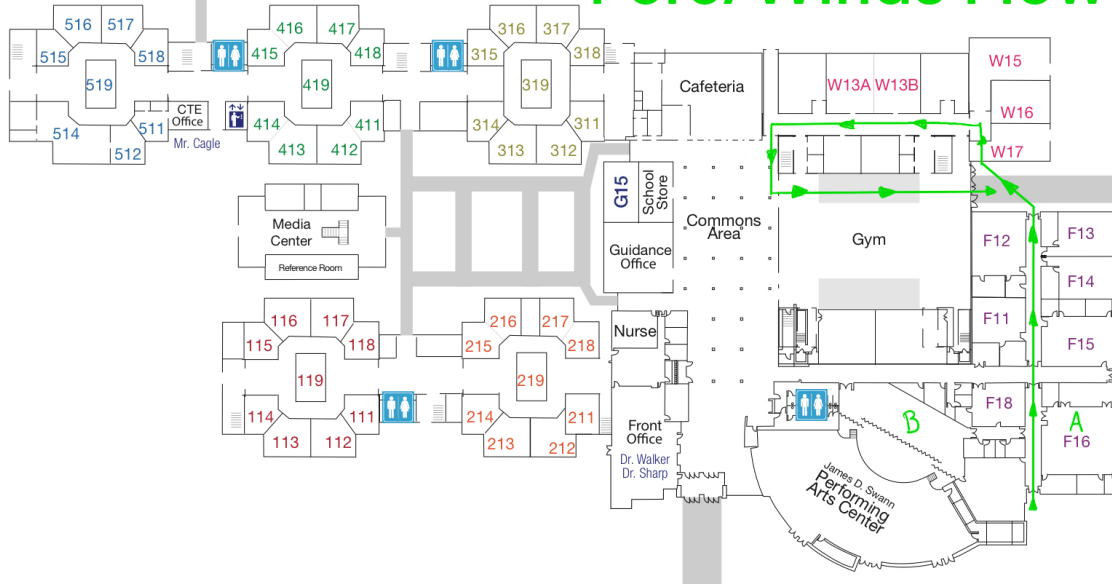 516
517
515
518
519
514
511
512
CTE
Office
Mr. Cagle
416
417
415
418
419
414
411
413
412
316
317
315
318
319
314
311
313
312
Cafeteria
W13A
W13B
W15
W16
W17
G15
School
Store
Guidance
Office
Commons
Area
Gym
Media
Center
Reference Room
F12
F13
F14
F11
F15
F18
F16
A
B
116
117
115
118
119
114
111
113
112
216
217
215
218
219
214
211
213
212
Nurse
Front
Office
Dr. Walker
Dr. Sharp
James D. Swann
Performing
Arts Center